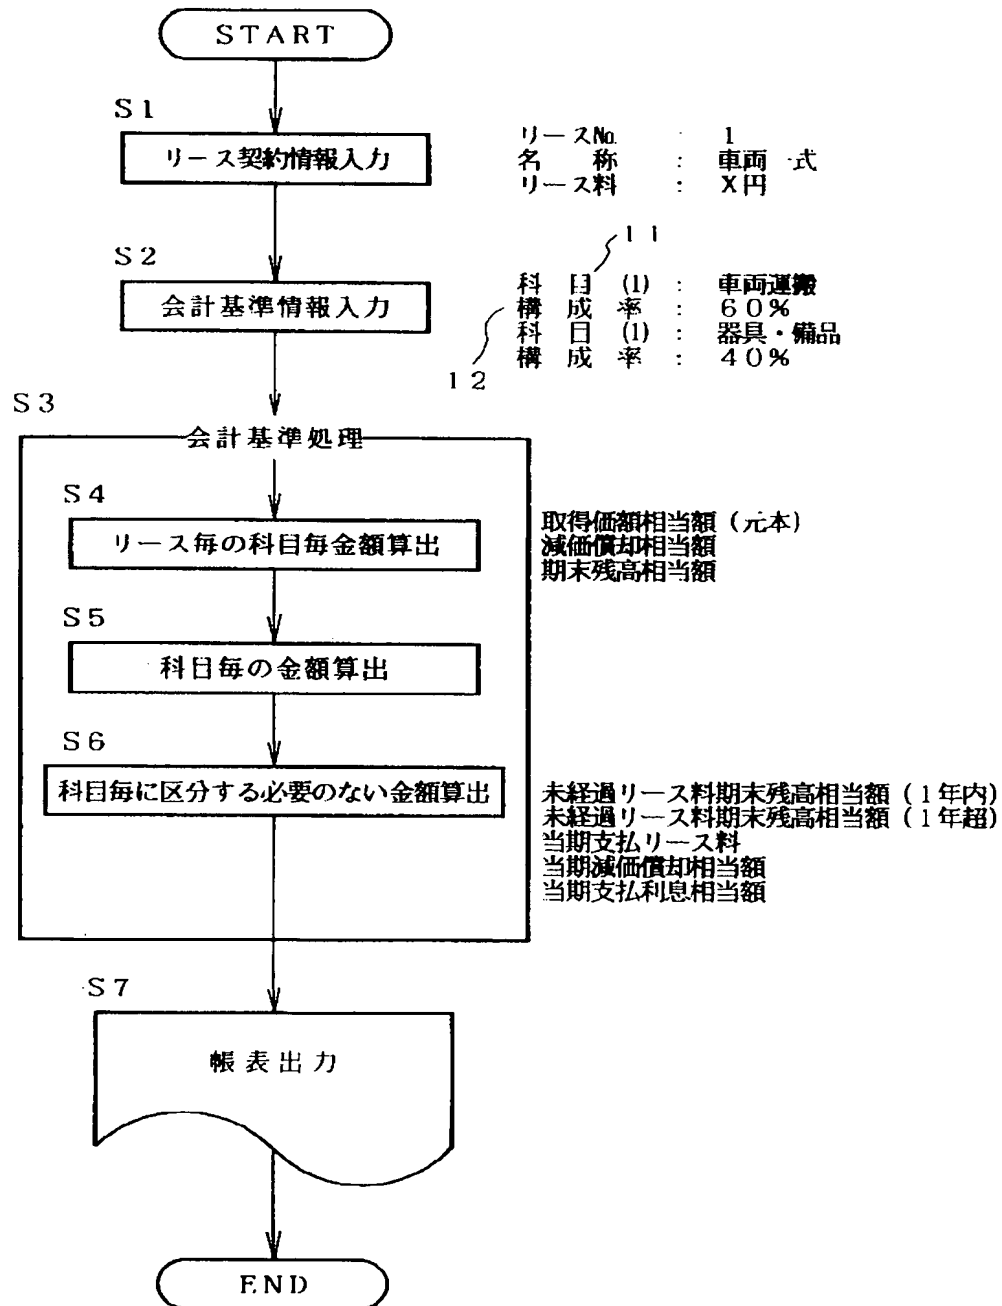 START
S1
リース契約情報入力
リースNo. : 1
名 称 : 車両 式
リース料 : X円
S2
会計基準情報入力
11
科 目 (1) : 車両運搬
構 成 率 : 60%
科 目 (1) : 器具・備品
構 成 率 : 40%
12
S3
会計基準処理
S4
リース毎の科目毎金額算出
取得価額相当額(元本)
減価償却相当額
期末残高相当額
S5
科目毎の金額算出
S6
科目毎に区分する必要のない金額算出
未経過リース料期末残高相当額(1年内)
未経過リース料期末残高相当額(1年超)
当期支払リース料
当期減価償却相当額
当期支払利息相当額
S7
帳表出力
END